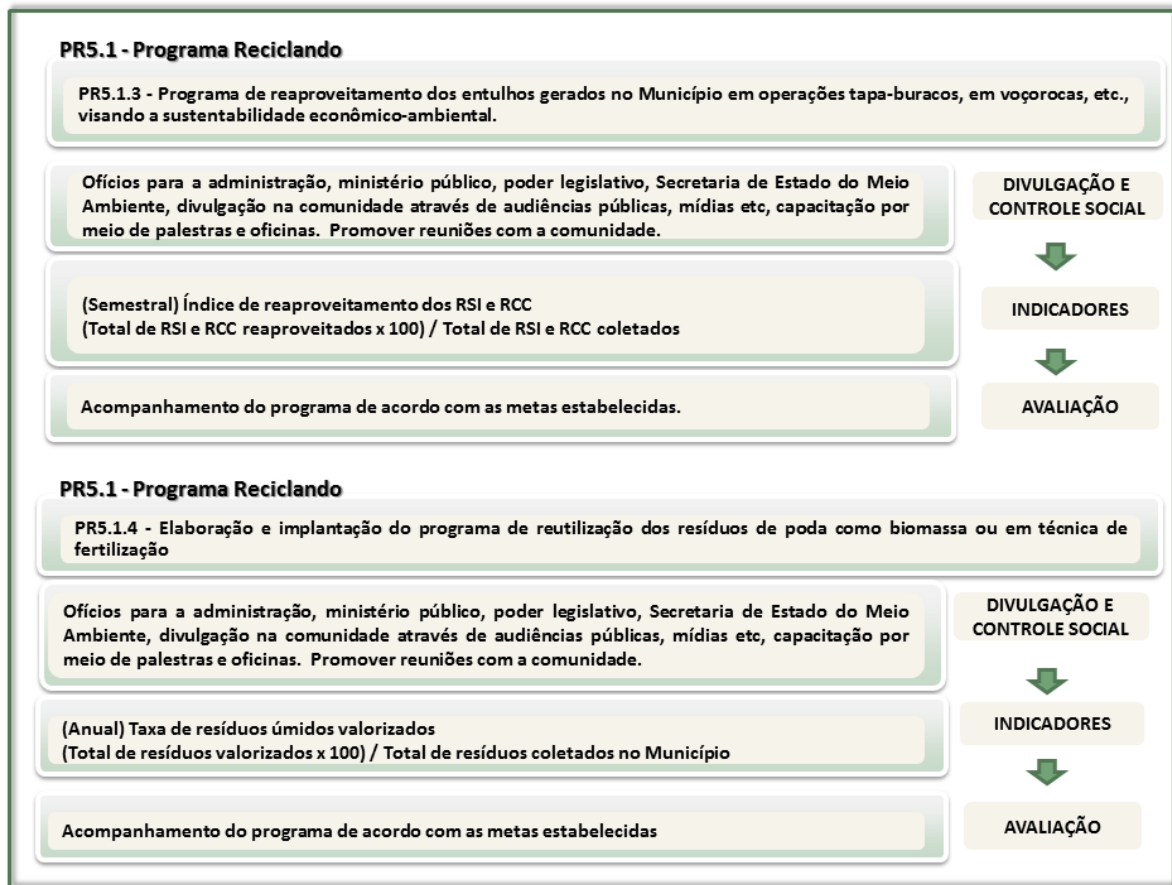 PR5.1 - Programa Reciclando
PR5.1.3 - Programa de reaproveitamento dos entulhos gerados no Município em operações tapa-buracos, em voçorocas, etc.,
visando a sustentabilidade econômico-ambiental.
Ofícios para a administração, ministério público, poder legislativo, Secretaria de Estado do Meio
Ambiente, divulgação na comunidade através de audiências públicas, mídias etc, capacitação por
meio de palestras e oficinas. Promover reuniões com a comunidade.
DIVULGAÇÃO E
CONTROLE SOCIAL
(Semestral) Índice de reaproveitamento dos RSI e RCC
(Total de RSI e RCC reaproveitados x 100) / Total de RSI e RCC coletados
INDICADORES
Acompanhamento do programa de acordo com as metas estabelecidas.
AVALIAÇÃO
PR5.1 - Programa Reciclando
PR5.1.4 - Elaboração e implantação do programa de reutilização dos resíduos de poda como biomassa ou em técnica de
fertilização
Ofícios para a administração, ministério público, poder legislativo, Secretaria de Estado do Meio
Ambiente, divulgação na comunidade através de audiências públicas, mídias etc, capacitação por
meio de palestras e oficinas. Promover reuniões com a comunidade.
DIVULGAÇÃO E
CONTROLE SOCIAL
(Anual) Taxa de resíduos úmidos valorizados
(Total de resíduos valorizados x 100) / Total de resíduos coletados no Município
INDICADORES
Acompanhamento do programa de acordo com as metas estabelecidas
AVALIAÇÃO